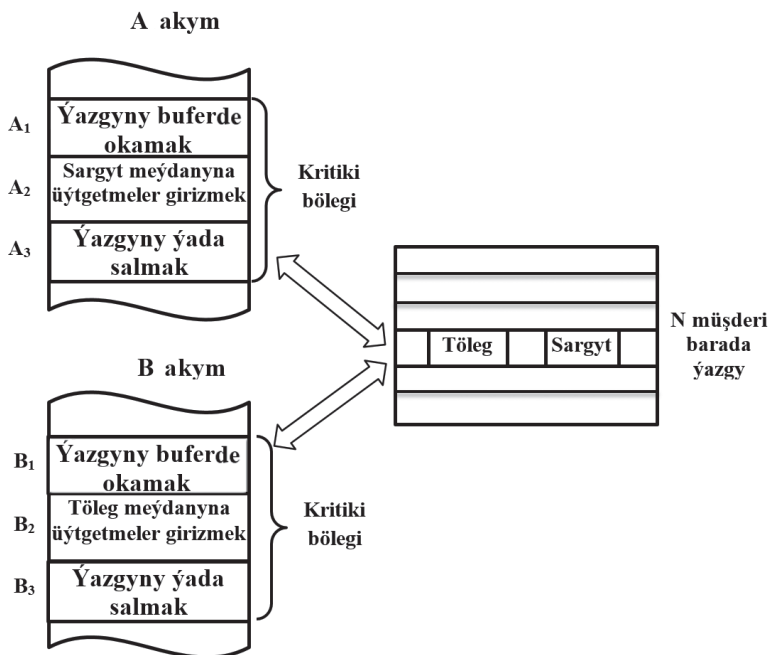 A akym
A₁
Ýazgyny buferde
okamak
A₂
Sargyt meýdanyna
üýtgetmeler girizmek
A₃
Ýazgyny ýada
salmak
Kritiki
bölegi
Töleg
Sargyt
N müşderi
barada
ýazgy
B akym
B₁
Ýazgyny buferde
okamak
B₂
Töleg meýdanyna
üýtgetmeler girizmek
B₃
Ýazgyny ýada
salmak
Kritiki
bölegi